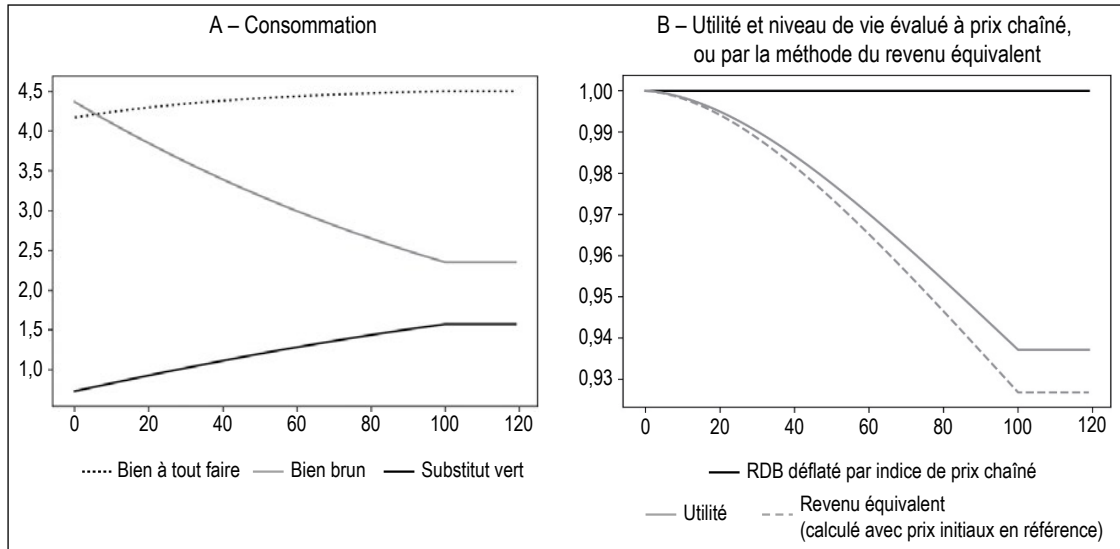 A – Consommation
4,5
4,0
3,5
3,0
2,5
2,0
1,5
1,0
0 20 40 60 80 100 120
Bien à tout faire Bien brun Substitut vert
B – Utilité et niveau de vie évalué à prix chaîné,
ou par la méthode du revenu équivalent
1,00
0,99
0,98
0,97
0,96
0,95
0,94
0,93
0 20 40 60 80 100 120
RDB déflaté par indice de prix chaîné
Utilité
Revenu équivalent
(calculé avec prix initiaux en référence)